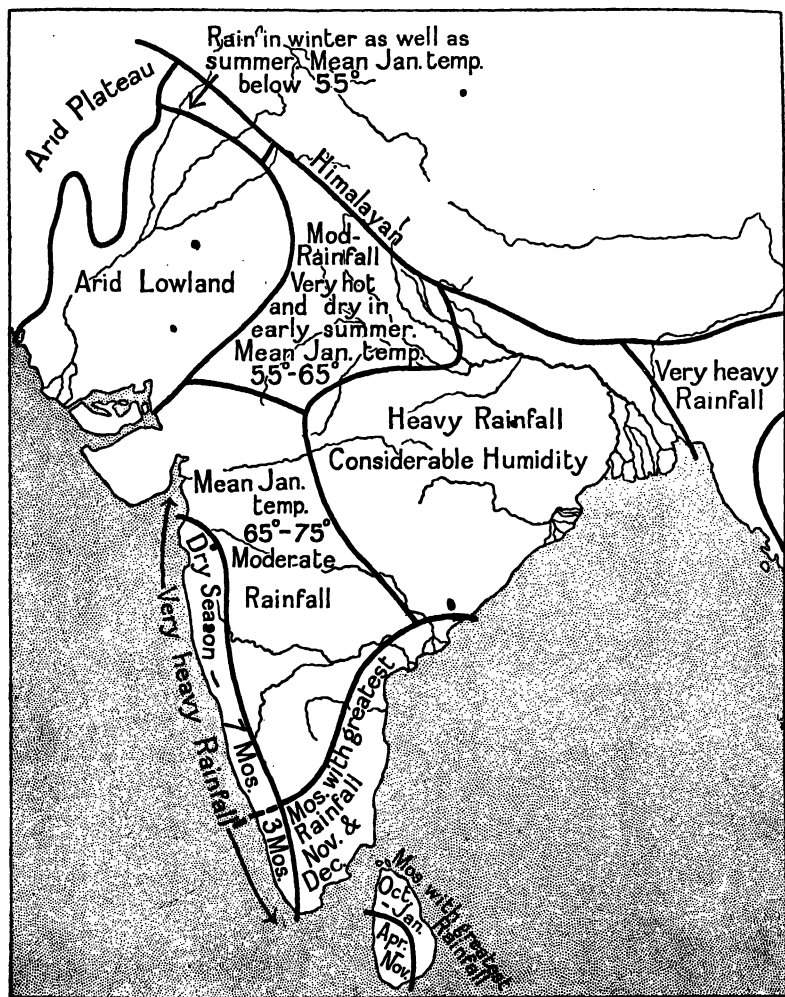 Rain in winter as well as
summer. Mean Jan. temp.
below 55°
Arid Plateau
Himalayan
Mod-
Rainfall
Very hot
and dry in
early summer.
Mean Jan. temp.
55°-65°
Arid Lowland
Very heavy
Rainfall
Heavy Rainfall
Considerable Humidity
Mean Jan.
temp.
65°-75°
Moderate
Rainfall
Dry Season - 7 Mos.
3 Mos.
Very heavy Rainfall
Mos. with greatest
Rainfall
Nov. &
Dec.
Mos. with greatest
Rainfall
Oct.
-Jan.
Apr.
-
Nov.